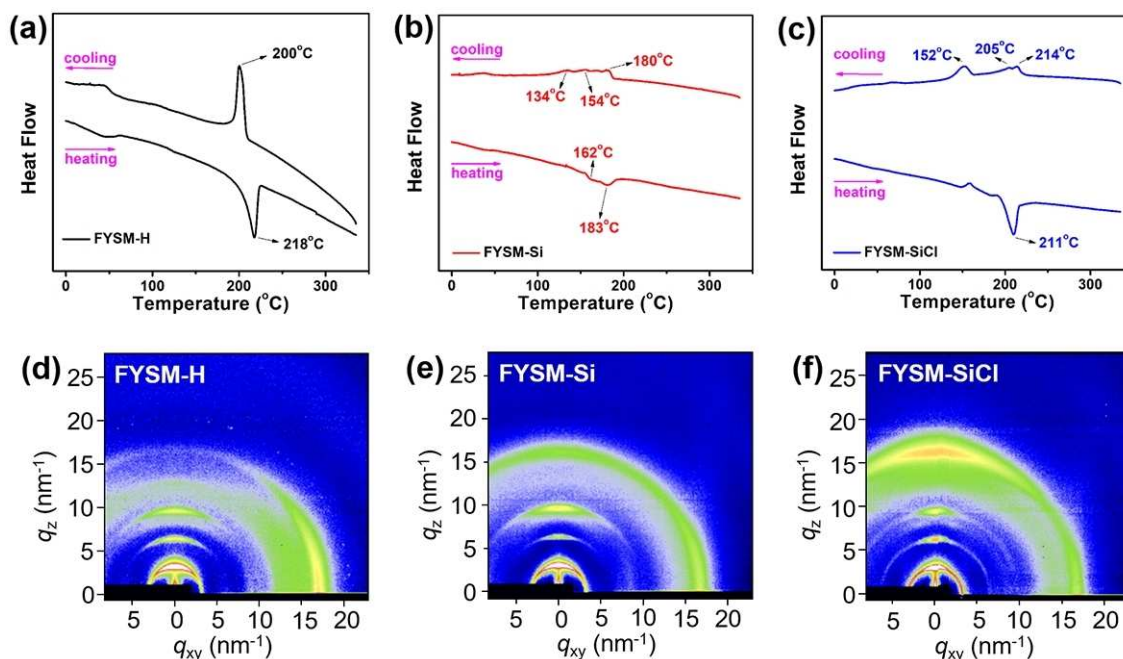 (a)
cooling
200°C
heating
218°C
FYSM-H
Heat Flow
0 100 200 300
Temperature (°C)
(b)
cooling
180°C
134°C
154°C
162°C
heating
183°C
FYSM-Si
Heat Flow
0 100 200 300
Temperature (°C)
(c)
152°C
205°C
214°C
cooling
heating
211°C
FYSM-SiCl
Heat Flow
0 100 200 300
Temperature (°C)
(d)
FYSM-H
25
20
15
10
5
0
qz (nm-1)
0 5 10 15 20
qxy (nm-1)
(e)
FYSM-Si
25
20
15
10
5
0
qz (nm-1)
0 5 10 15 20
qxy (nm-1)
(f)
FYSM-SiCl
25
20
15
10
5
0
qz (nm-1)
0 5 10 15 20
qxy (nm-1)